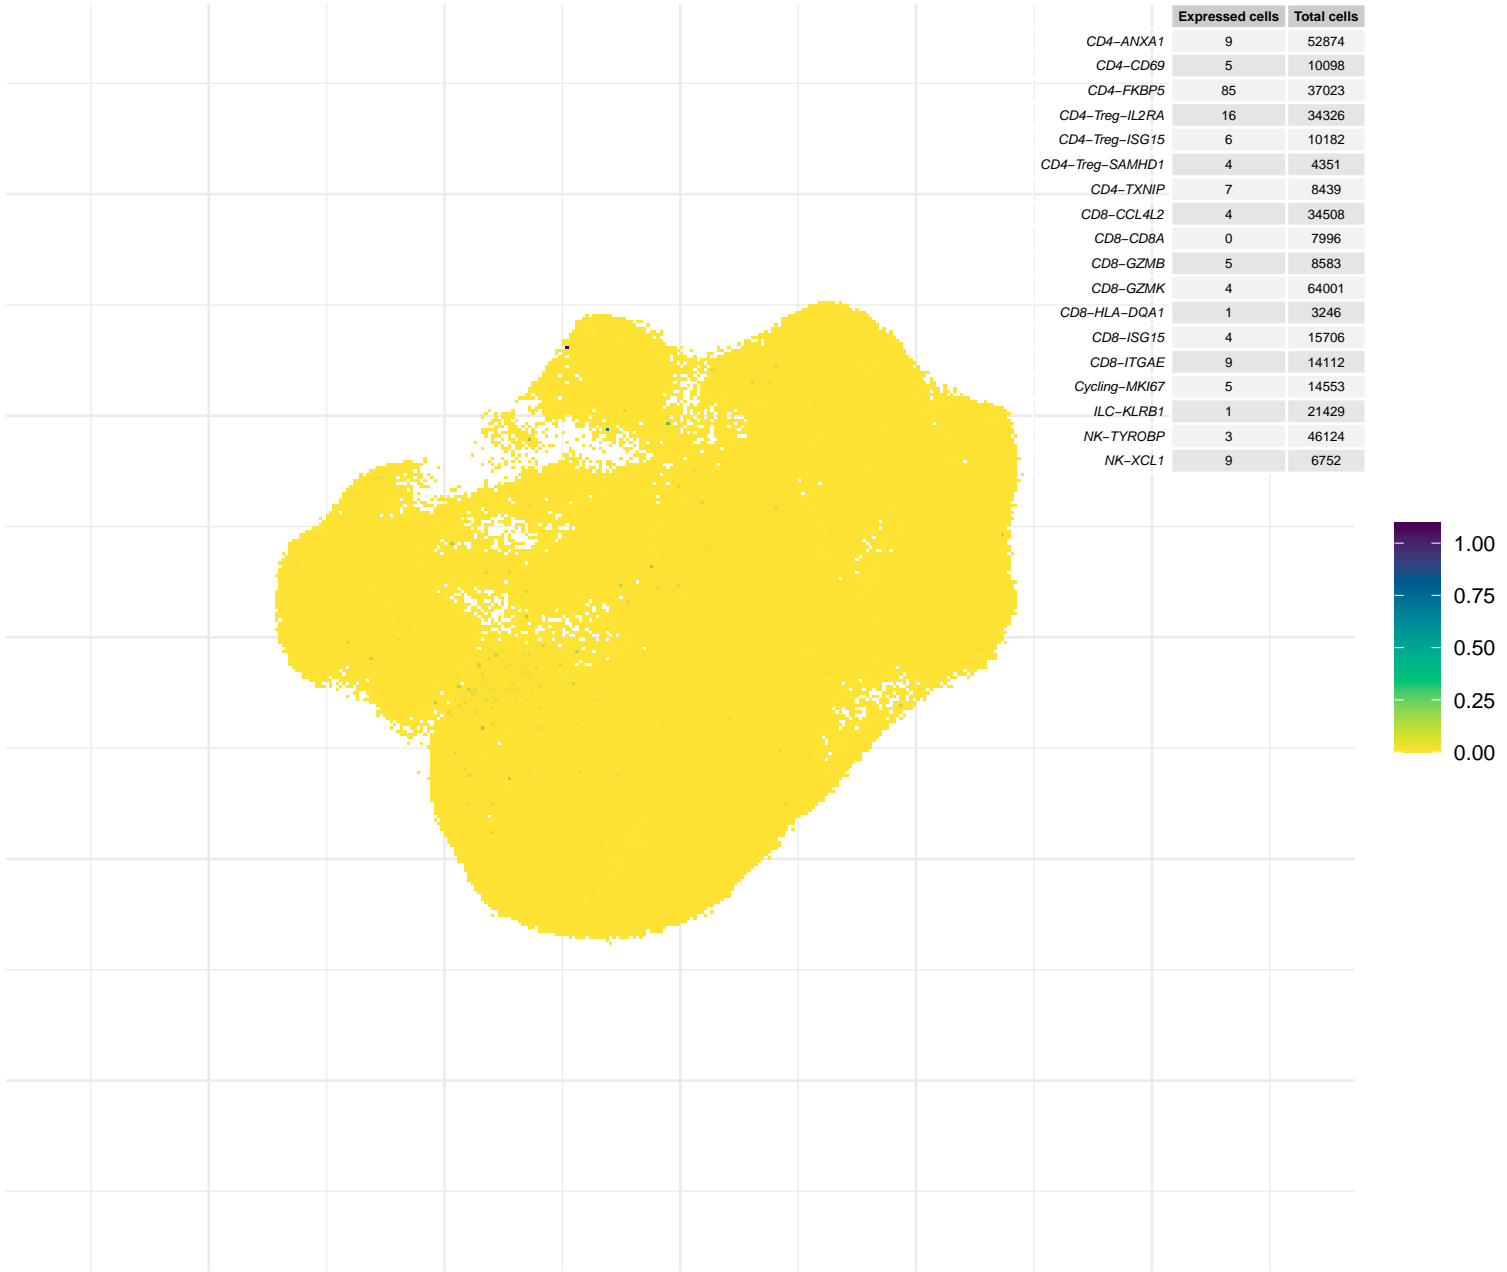 Expressed cells Total cells
CD4−ANXA1 9 52874
CD4−CD69 5 10098
CD4−FKBP5 85 37023
CD4−Treg−IL2RA 16 34326
CD4−Treg−ISG15 6 10182
CD4−Treg−SAMHD1 4 4351
CD4−TXNIP 7 8439
CD8−CCL4L2 4 34508
CD8−CD8A 0 7996
CD8−GZMB 5 8583
CD8−GZMK 4 64001
CD8−HLA−DQA1 1 3246
CD8−ISG15 4 15706
CD8−ITGAE 9 14112
Cycling−MKI67 5 14553
ILC−KLRB1 1 21429
NK−TYROBP 3 46124
NK−XCL1 9 6752
1.00
0.75
0.50
0.25
0.00